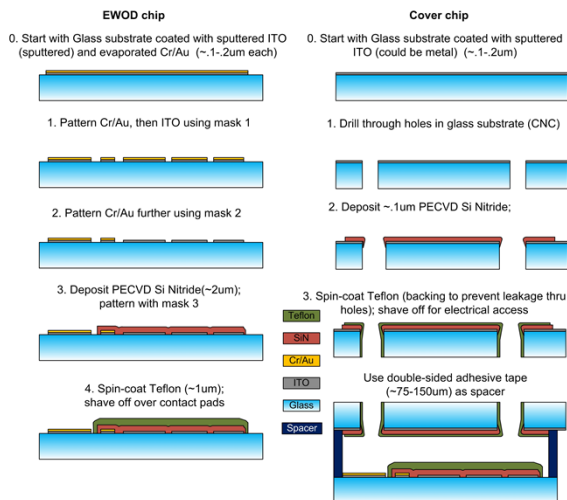 EWOD chip
0. Start with Glass substrate coated with sputtered ITO
(sputtered) and evaporated Cr/Au (~.1-.2um each)
1. Pattern Cr/Au, then ITO using mask 1
2. Pattern Cr/Au further using mask 2
3. Deposit PECVD Si Nitride(~2um);
pattern with mask 3
4. Spin-coat Teflon (~1um);
shave off over contact pads
Cover chip
0. Start with Glass substrate coated with sputtered
ITO (could be metal) (~.1-.2um)
1. Drill through holes in glass substrate (CNC)
2. Deposit ~.1um PECVD Si Nitride;
3. Spin-coat Teflon (backing to prevent leakage thru
holes); shave off for electrical access
Use double-sided adhesive tape
(~75-150um) as spacer
Teflon
SiN
Cr/Au
ITO
Glass
Spacer